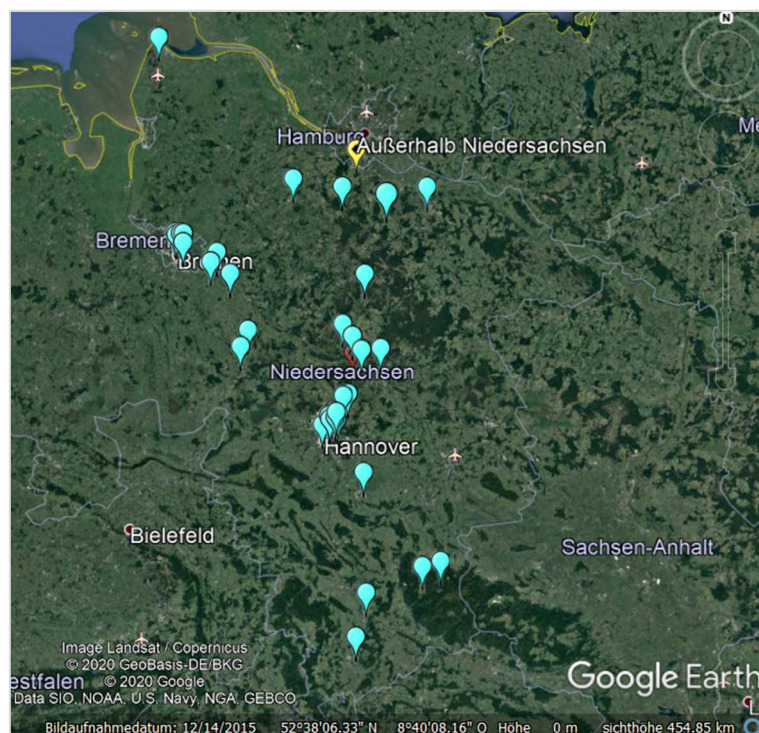 N
Hamburg
Außerhalb Niedersachsen
Me
Bremen
Bremen
Niedersachsen
Hannover
Bielefeld
Sachsen-Anhalt
Image Landsat / Copernicus
© 2020 GeoBasis-DE/BKG
© 2020 Google
estfalen
Data SIO, NOAA, U.S. Navy, NGA, GEBCO
Google Earth
L
Bildaufnahmedatum: 12/14/2015 52°38'06.33" N 8°40'08.16" O Höhe 0 m sichthöhe 454.85 km